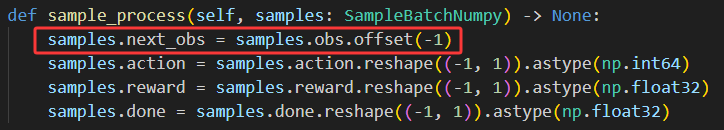 def sample_process(self, samples: SampleBatchNumpy) -> None:
samples.next_obs = samples.obs.offset(-1)
samples.action = samples.action.reshape((-1, 1)).astype(np.int64)
samples.reward = samples.reward.reshape((-1, 1)).astype(np.float32)
samples.done = samples.done.reshape((-1, 1)).astype(np.float32)